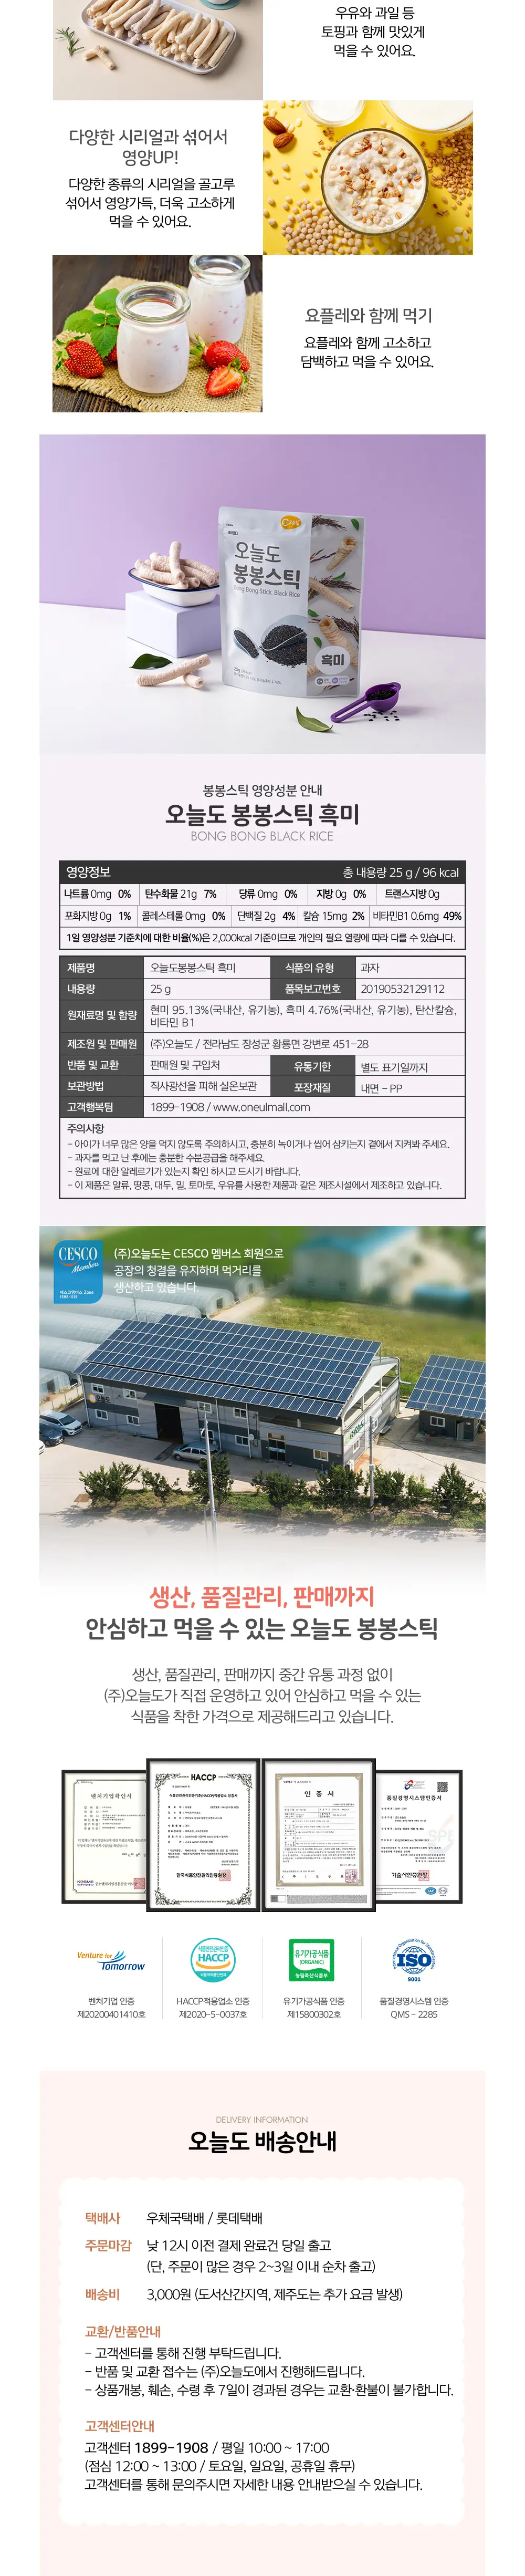 우유와 과일 등
토핑과 함께 맛있게
먹을 수 있어요.
다양한 시리얼과 섞어서
영양UP!
다양한 종류의 시리얼을 골고루
섞어서 영양가득, 더욱 고소하게
먹을 수 있어요.
요플레와 함께 먹기
요플레와 함께 고소하고
담백하고 먹을 수 있어요.
오늘도
봉봉스틱
Bong Bong Stick Black Rice
흑미
봉봉스틱 영양성분 안내
오늘도 봉봉스틱 흑미
BONG BONG BLACK RICE
영양정보 총 내용량 25 g / 96 kcal
나트륨 0mg 0% 탄수화물 21g 7% 당류 0mg 0% 지방 0g 0% 트랜스지방 0g
포화지방 0g 1% 콜레스테롤 0mg 0% 단백질 2g 4% 칼슘 15mg 2% 비타민B1 0.6mg 49%
1일 영양성분 기준치에 대한 비율(%)은 2,000kcal 기준이므로 개인의 필요 열량에 따라 다를 수 있습니다.
제품명 오늘도봉봉스틱 흑미 식품의 유형 과자
내용량 25 g 품목보고번호 20190532129112
원재료명 및 함량 현미 95.13%(국내산, 유기농), 흑미 4.76%(국내산, 유기농), 탄산칼슘,
비타민 B1
제조원 및 판매원 (주)오늘도 / 전라남도 장성군 황룡면 강변로 451-28
반품 및 교환 판매원 및 구입처 유통기한 별도 표기일까지
보관방법 직사광선을 피해 실온보관 포장재질 내면 - PP
고객행복팀 1899-1908 / www.oneulmall.com
주의사항
- 아이가 너무 많은 양을 먹지 않도록 주의하시고, 충분히 녹이거나 씹어 삼키는지 곁에서 지켜봐 주세요.
- 과자를 먹고 난 후에는 충분한 수분공급을 해주세요.
- 원료에 대한 알레르기가 있는지 확인 하시고 드시기 바랍니다.
- 이 제품은 알류, 땅콩, 대두, 밀, 토마토, 우유를 사용한 제품과 같은 제조시설에서 제조하고 있습니다.
CESCO
Members
세스코멤버스 Zone
(주)오늘도는 CESCO 멤버스 회원으로
공장의 청결을 유지하며 먹거리를
생산하고 있습니다.
생산, 품질관리, 판매까지
안심하고 먹을 수 있는 오늘도 봉봉스틱
생산, 품질관리, 판매까지 중간 유통 과정 없이
(주)오늘도가 직접 운영하고 있어 안심하고 먹을 수 있는
식품을 착한 가격으로 제공해드리고 있습니다.
벤처기업확인서
HACCP
한국식품안전관리인증원장
인 증 서
품질경영시스템인증서
기술사인증원장
Venture for
Tomorrow
HACCP
유기가공식품
(ORGANIC)
농림축산식품부
ISO
9001
벤처기업 인증
제20200401410호
HACCP적용업소 인증
제2020-5-0037호
유기가공식품 인증
제15800302호
품질경영시스템 인증
QMS - 2285
DELIVERY INFORMATION
오늘도 배송안내
택배사 우체국택배 / 롯데택배
주문마감 낮 12시 이전 결제 완료건 당일 출고
(단, 주문이 많은 경우 2~3일 이내 순차 출고)
배송비 3,000원 (도서산간지역, 제주도는 추가 요금 발생)
교환/반품안내
- 고객센터를 통해 진행 부탁드립니다.
- 반품 및 교환 접수는 (주)오늘도에서 진행해드립니다.
- 상품개봉, 훼손, 수령 후 7일이 경과된 경우는 교환·환불이 불가합니다.
고객센터안내
고객센터 1899-1908 / 평일 10:00 ~ 17:00
(점심 12:00 ~ 13:00 / 토요일, 일요일, 공휴일 휴무)
고객센터를 통해 문의주시면 자세한 내용 안내받으실 수 있습니다.